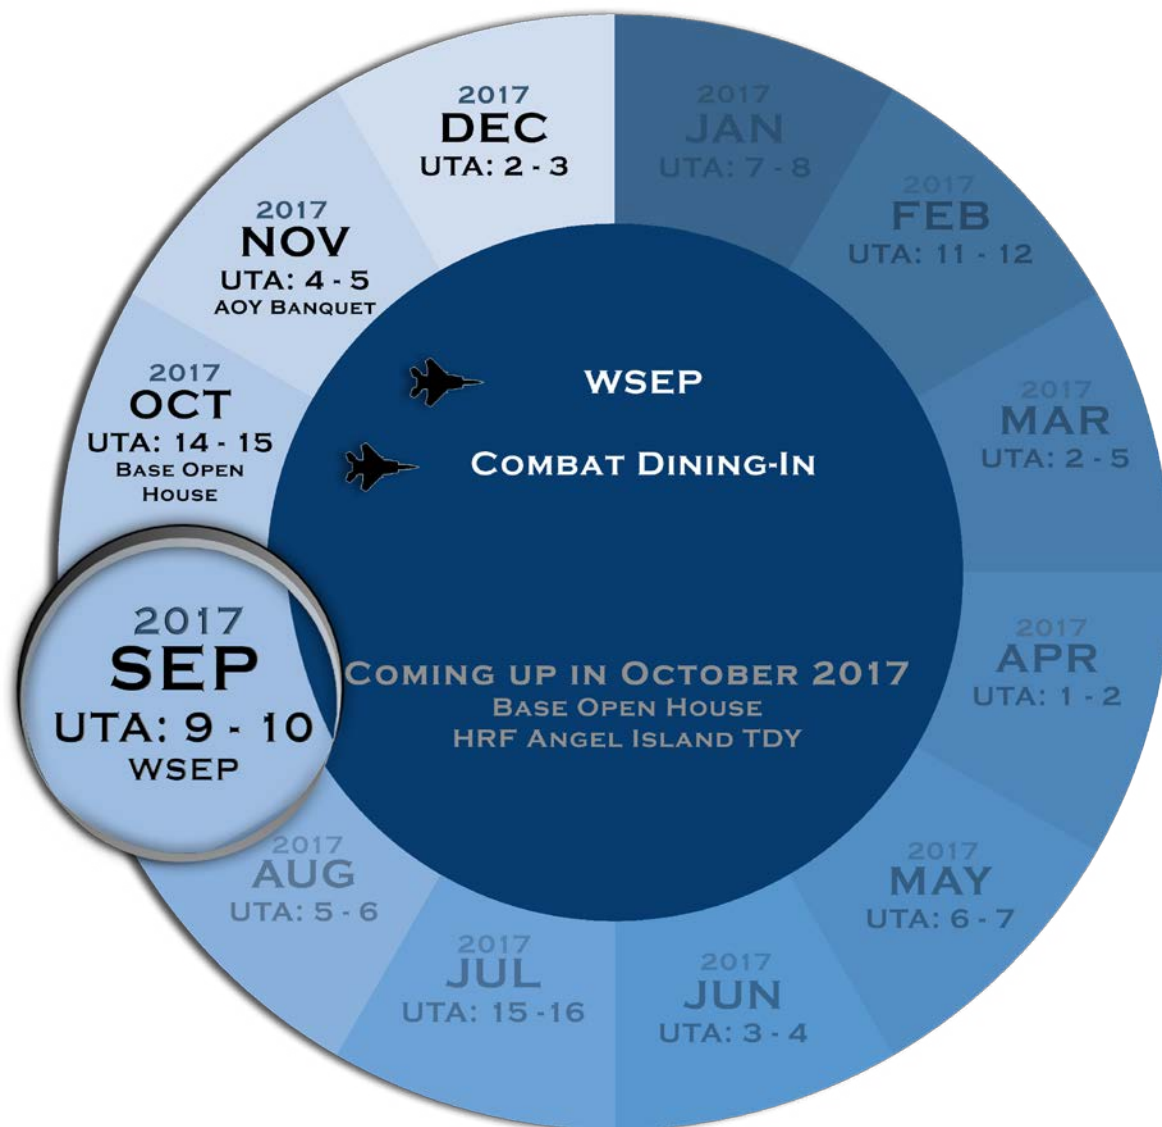 2017
JAN
UTA: 7 - 8
2017
FEB
UTA: 11 - 12
2017
MAR
UTA: 2 - 5
2017
APR
UTA: 1 - 2
2017
MAY
UTA: 6 - 7
2017
JUN
UTA: 3 - 4
2017
JUL
UTA: 15 -16
2017
AUG
UTA: 5 - 6
2017
SEP
UTA: 9 - 10
WSEP
2017
OCT
UTA: 14 - 15
BASE OPEN
HOUSE
2017
NOV
UTA: 4 - 5
AOY BANQUET
2017
DEC
UTA: 2 - 3
WSEP
COMBAT DINING-IN
COMING UP IN OCTOBER 2017
BASE OPEN HOUSE
HRF ANGEL ISLAND TDY